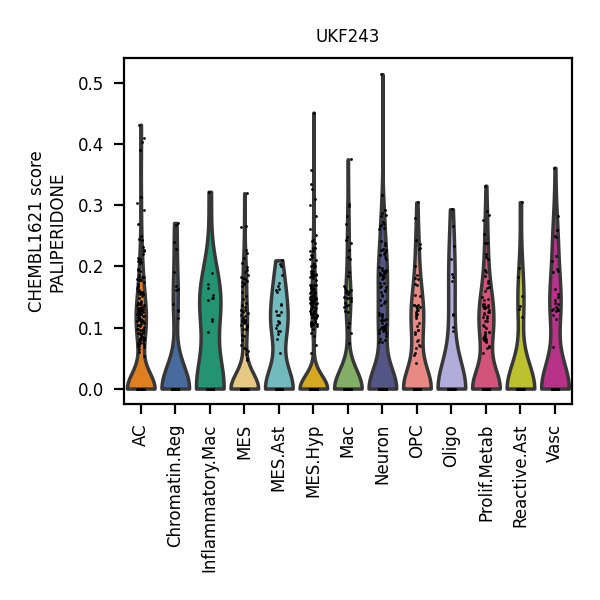 UKF243
CHEMBL1621 score
PALIPERIDONE
0.5
0.4
0.3
0.2
0.1
0.0
AC
Chromatin.Reg
Inflammatory.Mac
MES
MES.Ast
MES.Hyp
Mac
Neuron
OPC
Oligo
Prolif.Metab
Reactive.Ast
Vasc